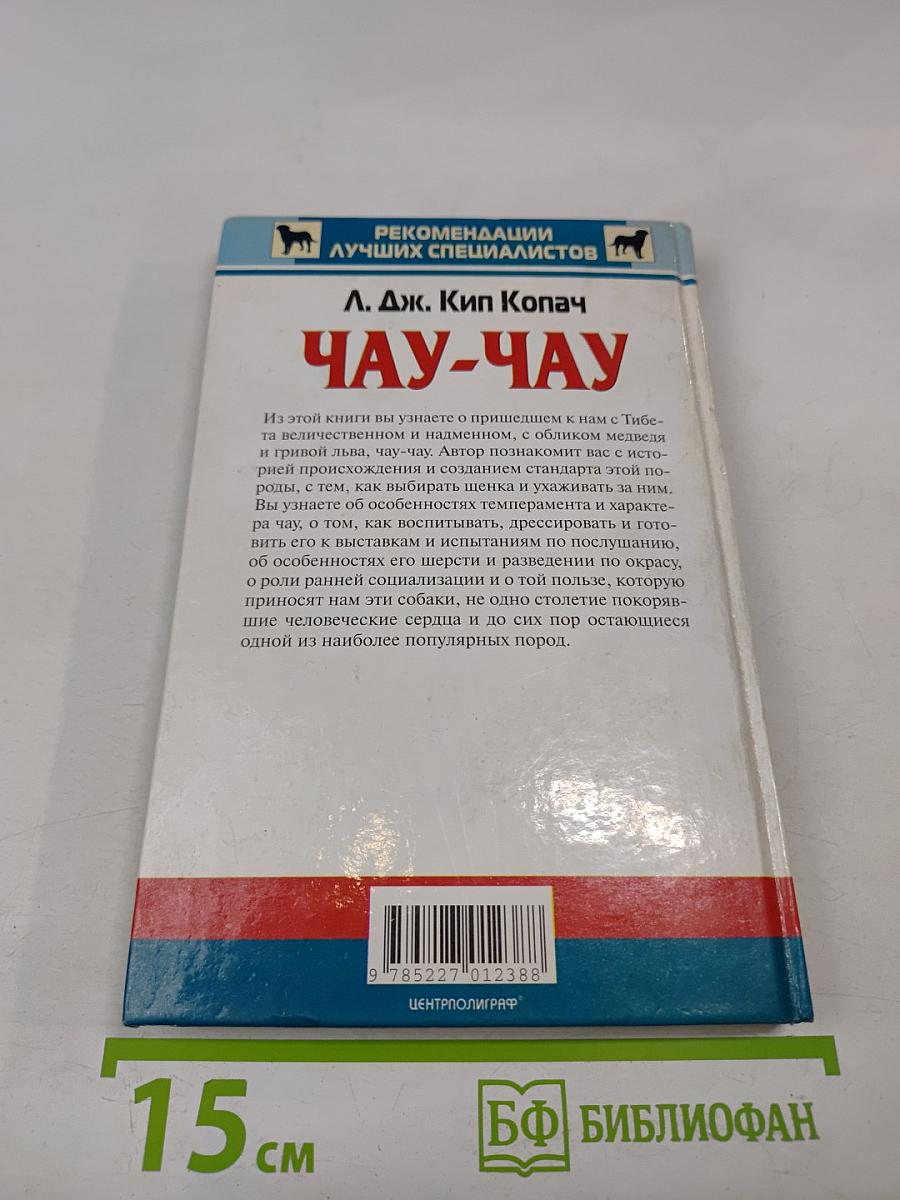 РЕКОМЕНДАЦИИ
ЛУЧШИХ СПЕЦИАЛИСТОВ
Л. Дж. Кип Копач
ЧАУ-ЧАУ
Из этой книги вы узнаете о пришедшем к нам с Тибе-
та величественном и надменном, с обликом медведя
и гривой льва, чау-чау. Автор познакомит вас с исто-
рией происхождения и созданием стандарта этой по-
роды, с тем, как выбирать щенка и ухаживать за ним.
Вы узнаете об особенностях темперамента и характе-
ра чау, о том, как воспитывать, дрессировать и гото-
вить его к выставкам и испытаниям по послушанию,
об особенностях его шерсти и разведении по окрасу,
о роли ранней социализации и о той пользе, которую
приносят нам эти собаки, не одно столетие покоряв-
шие человеческие сердца и до сих пор остающиеся
одной из наиболее популярных пород.
9 785227 012388
ЦЕНТРПОЛИГРАФ®
15 см
БФ БИБЛИОФАН